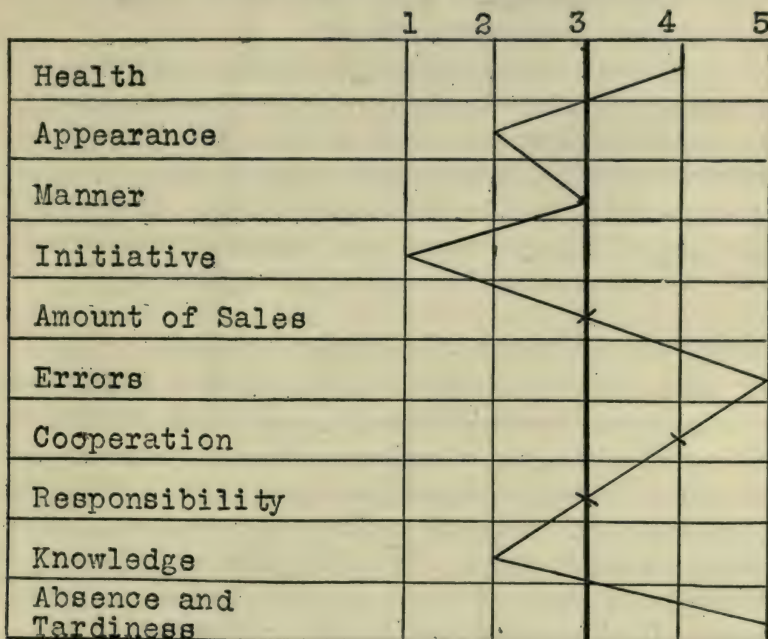 1 2 3 4 5
Health
Appearance
Manner
Initiative
Amount of Sales
Errors
Cooperation
Responsibility
Knowledge
Absence and
Tardiness